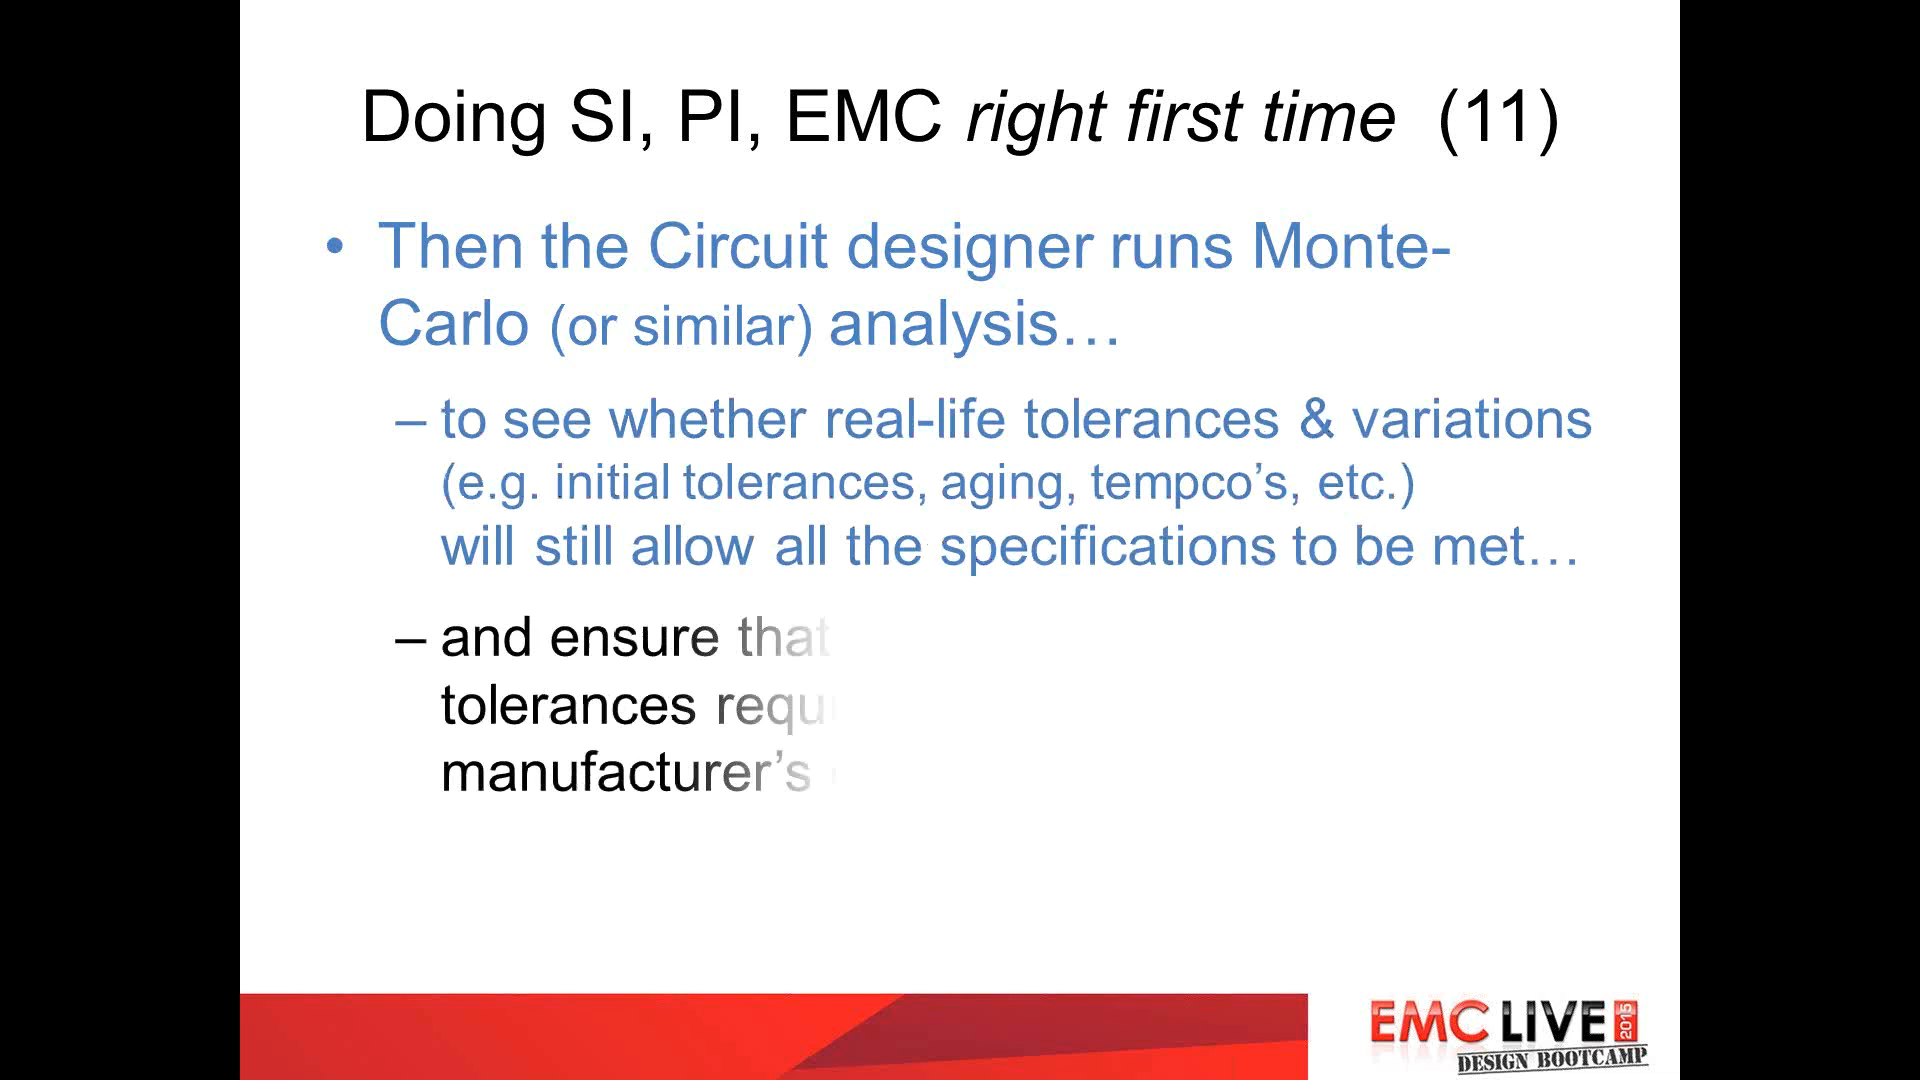 Doing SI, PI, EMC right first time (11)
• Then the Circuit designer runs Monte-
Carlo (or similar) analysis…
– to see whether real-life tolerances & variations
(e.g. initial tolerances, aging, tempco’s, etc.)
will still allow all the specifications to be met…
– and ensure that
tolerances
manufacturer’s
EMC LIVE 2015
DESIGN BOOTCAMP